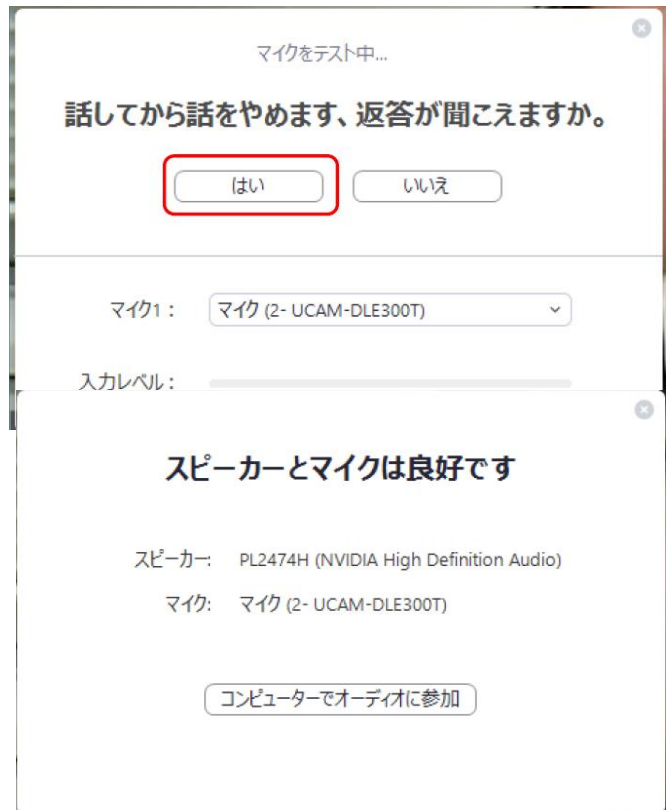 マイクをテスト中...
話してから話をやめます、返答が聞こえますか。
はい いいえ
マイク1： マイク (2- UCAM-DLE300T)
入力レベル：
スピーカーとマイクは良好です
スピーカー: PL2474H (NVIDIA High Definition Audio)
マイク: マイク (2- UCAM-DLE300T)
コンピューターでオーディオに参加